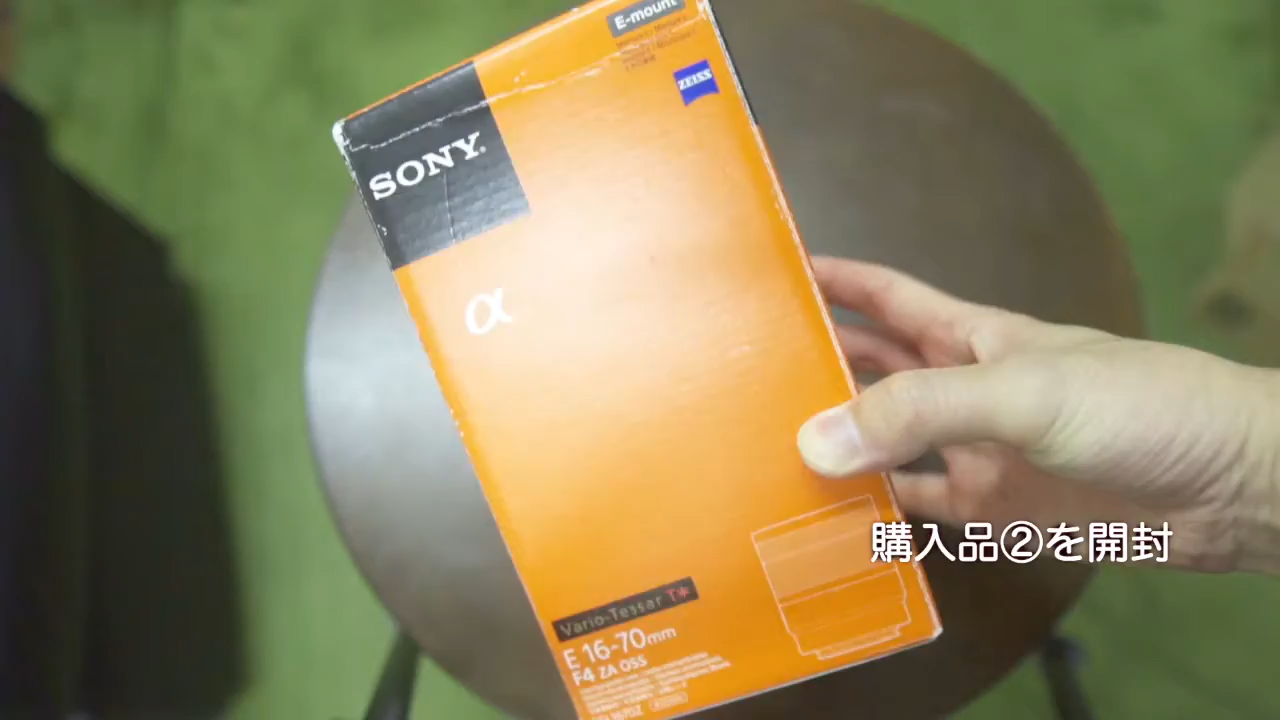 E-mount
ZEISS
SONY
α
Vario-Tessar T*
E 16-70mm
F4 ZA OSS
購入品②を開封